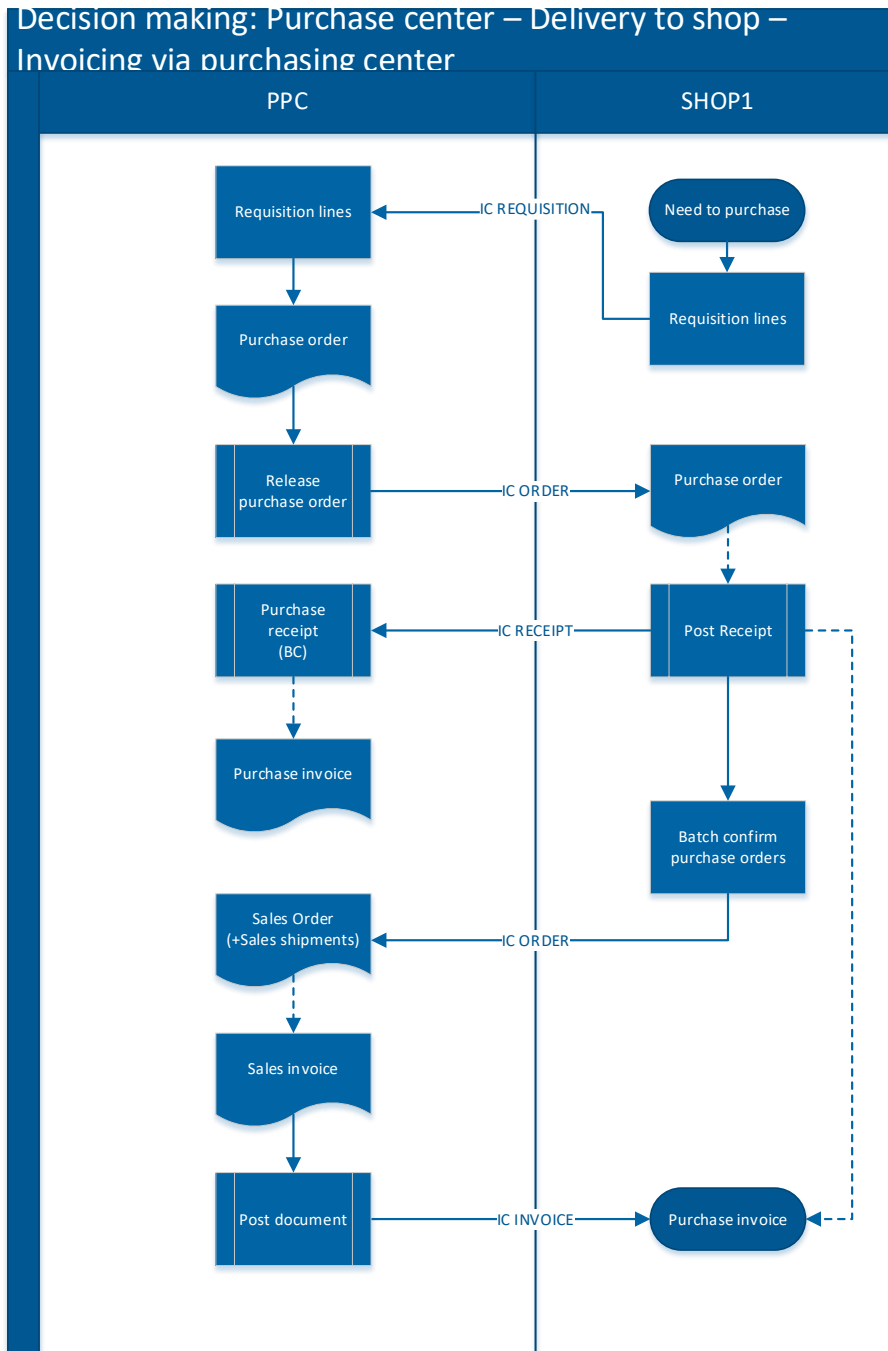 Decision making: Purchase center – Delivery to shop –
Invoicing via purchasing center
PPC
SHOP1
Requisition lines
IC REQUISITION
Need to purchase
Requisition lines
Purchase order
Release
purchase order
IC ORDER
Purchase order
Purchase
receipt
(BC)
IC RECEIPT
Post Receipt
Purchase invoice
Batch confirm
purchase orders
Sales Order
(+Sales shipments)
IC ORDER
Sales invoice
Post document
IC INVOICE
Purchase invoice